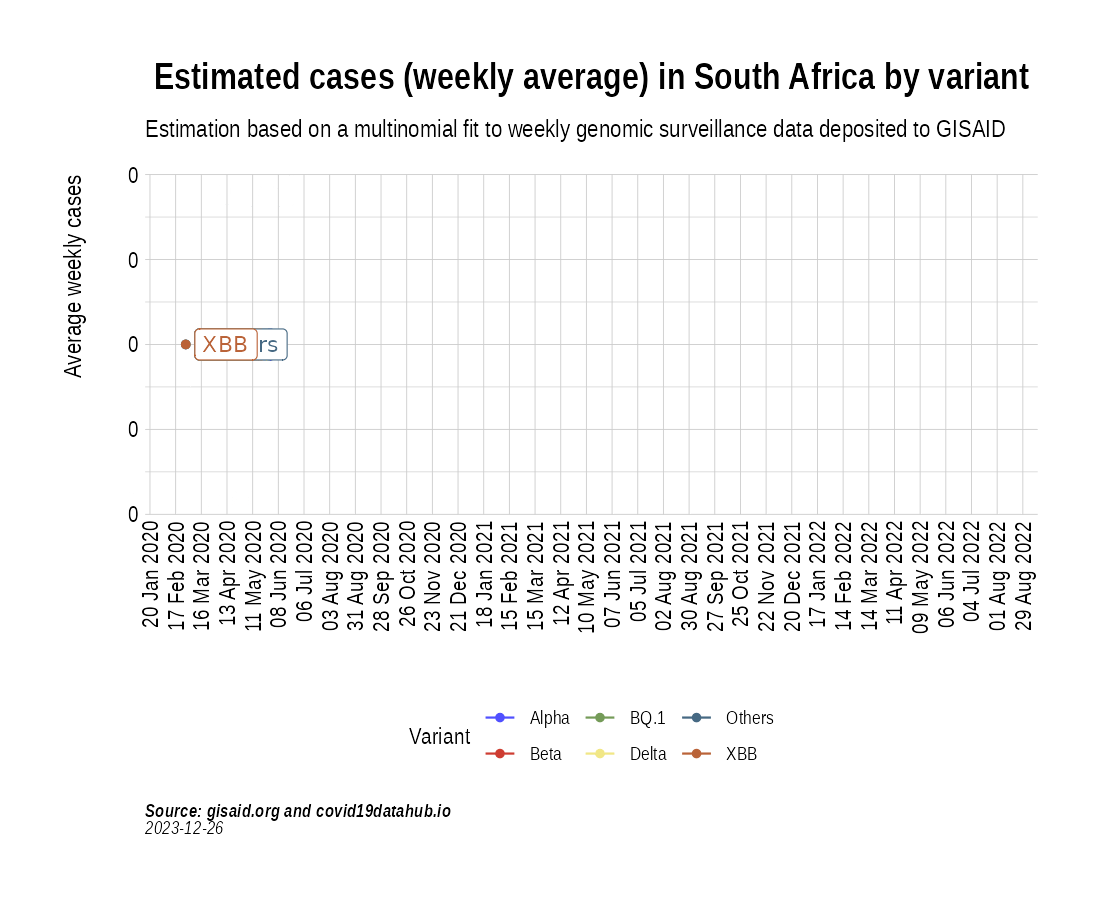 Estimated cases (weekly average) in South Africa by variant
Estimation based on a multinomial fit to weekly genomic surveillance data deposited to GISAID
Average weekly cases
0
0
0
0
0
XBB
rs
20 Jan 2020
17 Feb 2020
16 Mar 2020
13 Apr 2020
11 May 2020
08 Jun 2020
06 Jul 2020
03 Aug 2020
31 Aug 2020
28 Sep 2020
26 Oct 2020
23 Nov 2020
21 Dec 2020
18 Jan 2021
15 Feb 2021
15 Mar 2021
12 Apr 2021
10 May 2021
07 Jun 2021
05 Jul 2021
02 Aug 2021
30 Aug 2021
27 Sep 2021
25 Oct 2021
22 Nov 2021
20 Dec 2021
17 Jan 2022
14 Feb 2022
14 Mar 2022
11 Apr 2022
09 May 2022
06 Jun 2022
04 Jul 2022
01 Aug 2022
29 Aug 2022
Variant
Alpha
BQ.1
Others
Beta
Delta
XBB
Source: gisaid.org and covid19datahub.io
2023-12-26